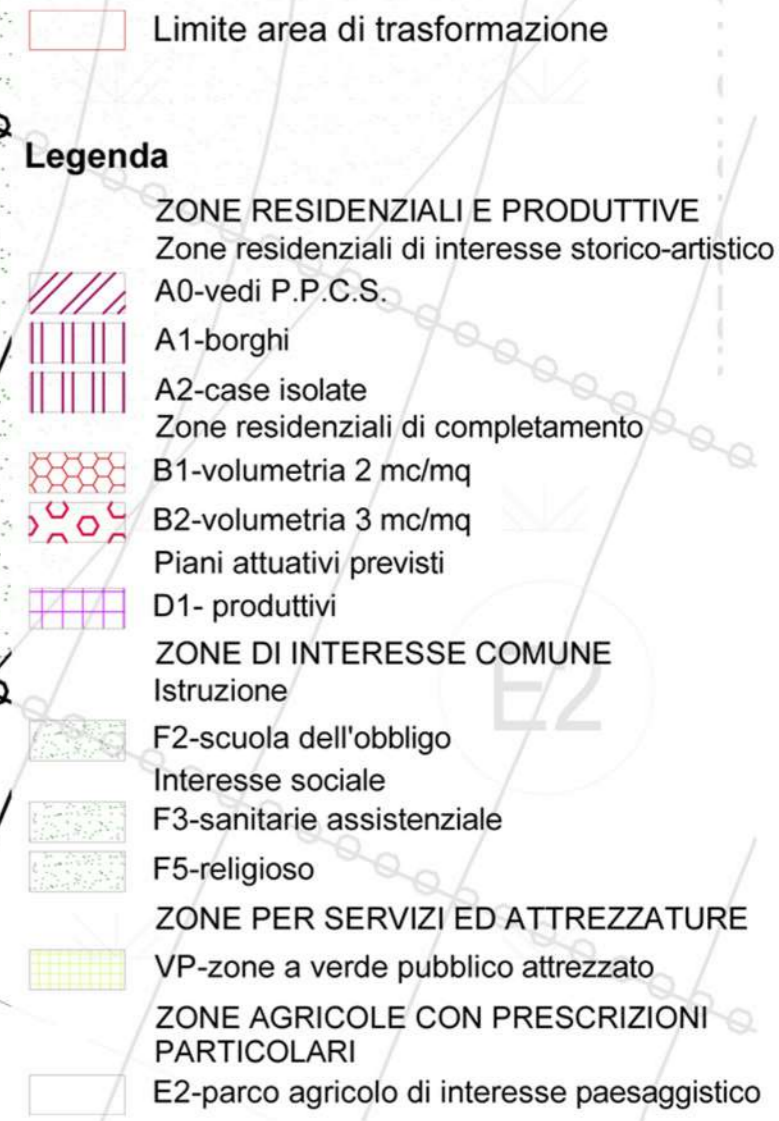 Limite area di trasformazione
Legenda
ZONE RESIDENZIALI E PRODUTTIVE
Zone residenziali di interesse storico-artistico
A0-vedi P.P.C.S.
A1-borghi
A2-case isolate
Zone residenziali di completamento
B1-volumetria 2 mc/mq
B2-volumetria 3 mc/mq
Piani attuativi previsti
D1- produttivi
ZONE DI INTERESSE COMUNE
Istruzione
E2
F2-scuola dell'obbligo
Interesse sociale
F3-sanitarie assistenziale
F5-religioso
ZONE PER SERVIZI ED ATTREZZATURE
VP-zone a verde pubblico attrezzato
ZONE AGRICOLE CON PRESCRIZIONI
PARTICOLARI
E2-parco agricolo di interesse paesaggistico